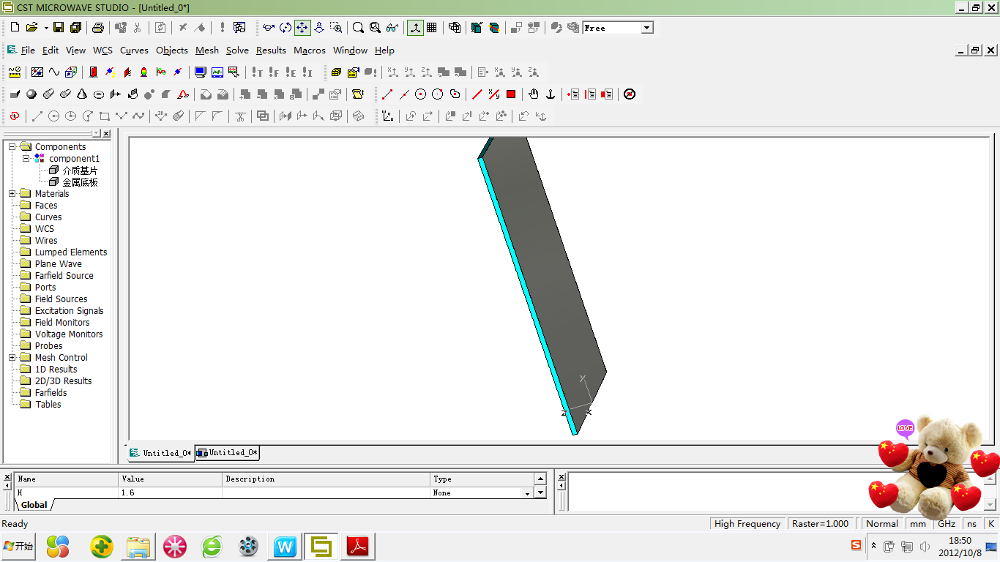 CST MICROWAVE STUDIO - [Untitled_0*]
Free
File Edit View WCS Curves Objects Mesh Solve Results Macros Window Help
Components
component1
介质基片
金属底板
Materials
Faces
Curves
WCS
Wires
Lumped Elements
Plane Wave
Farfield Source
Ports
Field Sources
Excitation Signals
Field Monitors
Voltage Monitors
Probes
Mesh Control
1D Results
2D/3D Results
Farfields
Tables
Y
Z
X
LOVE
Untitled_0* Untitled_0*
Name Value Description Type
H 1.6 None
Global
Ready High Frequency Raster=1.000 Normal mm GHz ns K
开始 W S 18:50
2012/10/8